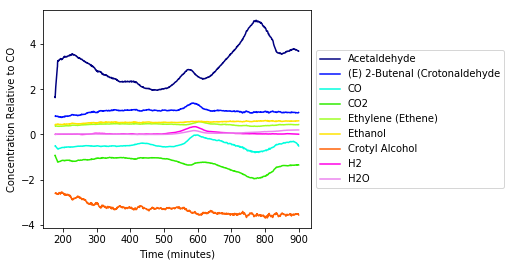 Concentration Relative to CO
4
2
0
−2
−4
200 300 400 500 600 700 800 900
Time (minutes)
Acetaldehyde
(E) 2-Butenal (Crotonaldehyde
CO
CO2
Ethylene (Ethene)
Ethanol
Crotyl Alcohol
H2
H2O